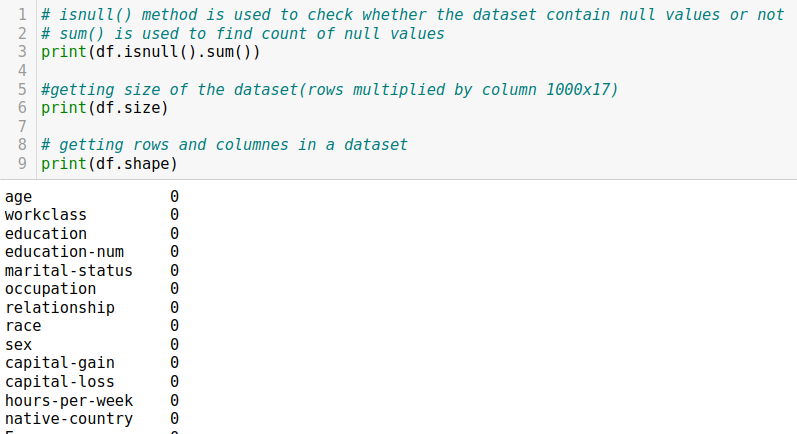 1 # isnull() method is used to check whether the dataset contain null values or not
2 # sum() is used to find count of null values
3 print(df.isnull().sum())
4
5 #getting size of the dataset(rows multiplied by column 1000x17)
6 print(df.size)
7
8 # getting rows and columnes in a dataset
9 print(df.shape)
age 0
workclass 0
education 0
education-num 0
marital-status 0
occupation 0
relationship 0
race 0
sex 0
capital-gain 0
capital-loss 0
hours-per-week 0
native-country 0